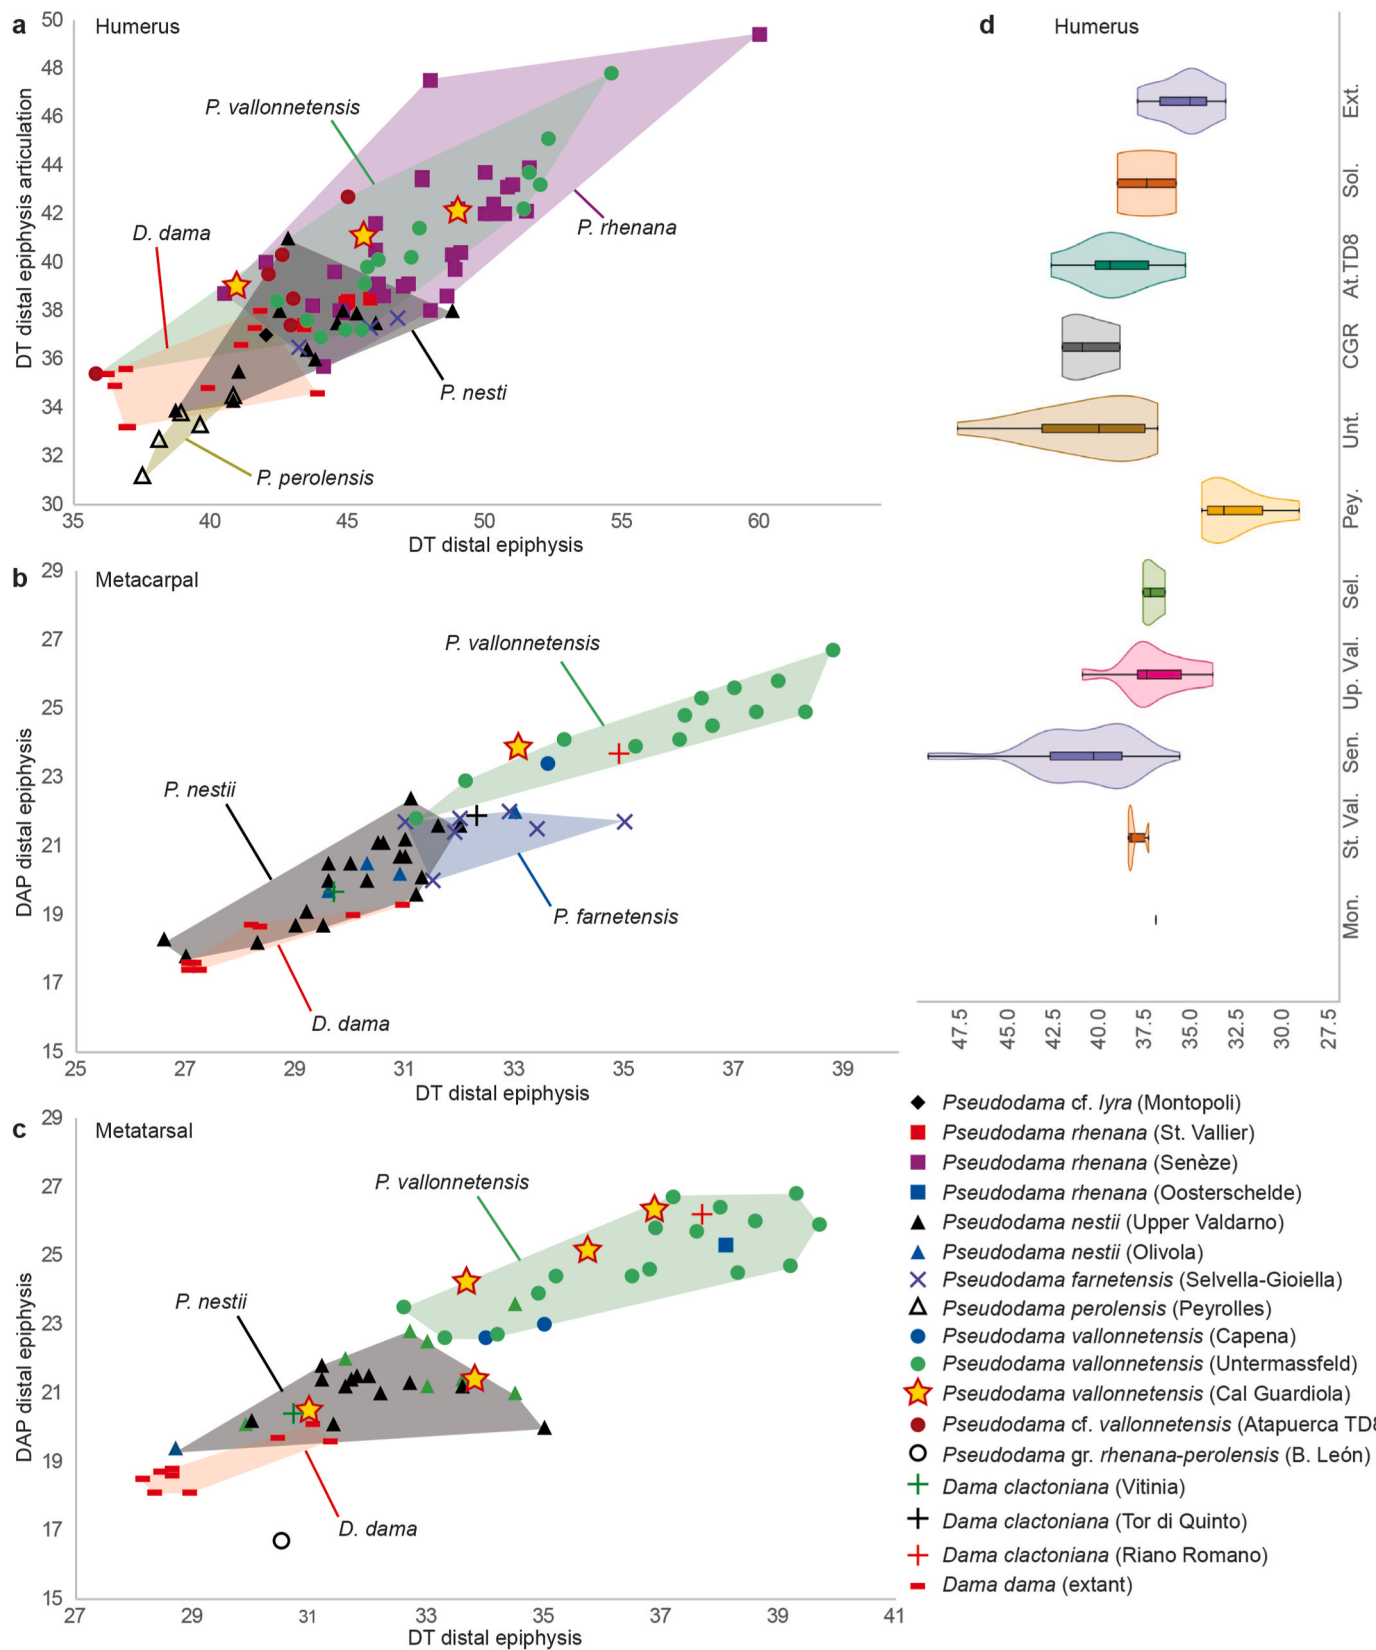 a
Humerus
DT distal epiphysis articulation
50
48
46
44
42
40
38
36
34
32
30
P. vallonnetensis
D. dama
P. rhenana
P. nesti
P. perolensis
35
40
45
50
55
60
DT distal epiphysis
b
Metacarpal
DAP distal epiphysis
29
27
25
23
21
19
17
15
P. vallonnetensis
P. nestii
P. farnetensis
D. dama
25
27
29
31
33
35
37
39
DT distal epiphysis
c
Metatarsal
DAP distal epiphysis
29
27
25
23
21
19
17
15
P. vallonnetensis
P. nestii
D. dama
27
29
31
33
35
37
39
41
DT distal epiphysis
d
Humerus
Ext.
Sol.
At.TD8
CGR
Unt.
Pey.
Sel.
Up. Val.
Sen.
St. Val.
Mon.
47.5
45.0
42.5
40.0
37.5
35.0
32.5
30.0
27.5
Pseudodama cf. lyra (Montopoli)
Pseudodama rhenana (St. Vallier)
Pseudodama rhenana (Senèze)
Pseudodama rhenana (Oosterschelde)
Pseudodama nestii (Upper Valdarno)
Pseudodama nestii (Olivola)
Pseudodama farnetensis (Selvella-Gioiella)
Pseudodama perolensis (Peyrolles)
Pseudodama vallonnetensis (Capena)
Pseudodama vallonnetensis (Untermassfeld)
Pseudodama vallonnetensis (Cal Guardiola)
Pseudodama cf. vallonnetensis (Atapuerca TD8
Pseudodama gr. rhenana-perolensis (B. León)
Dama clactoniana (Vitinia)
Dama clactoniana (Tor di Quinto)
Dama clactoniana (Riano Romano)
Dama dama (extant)